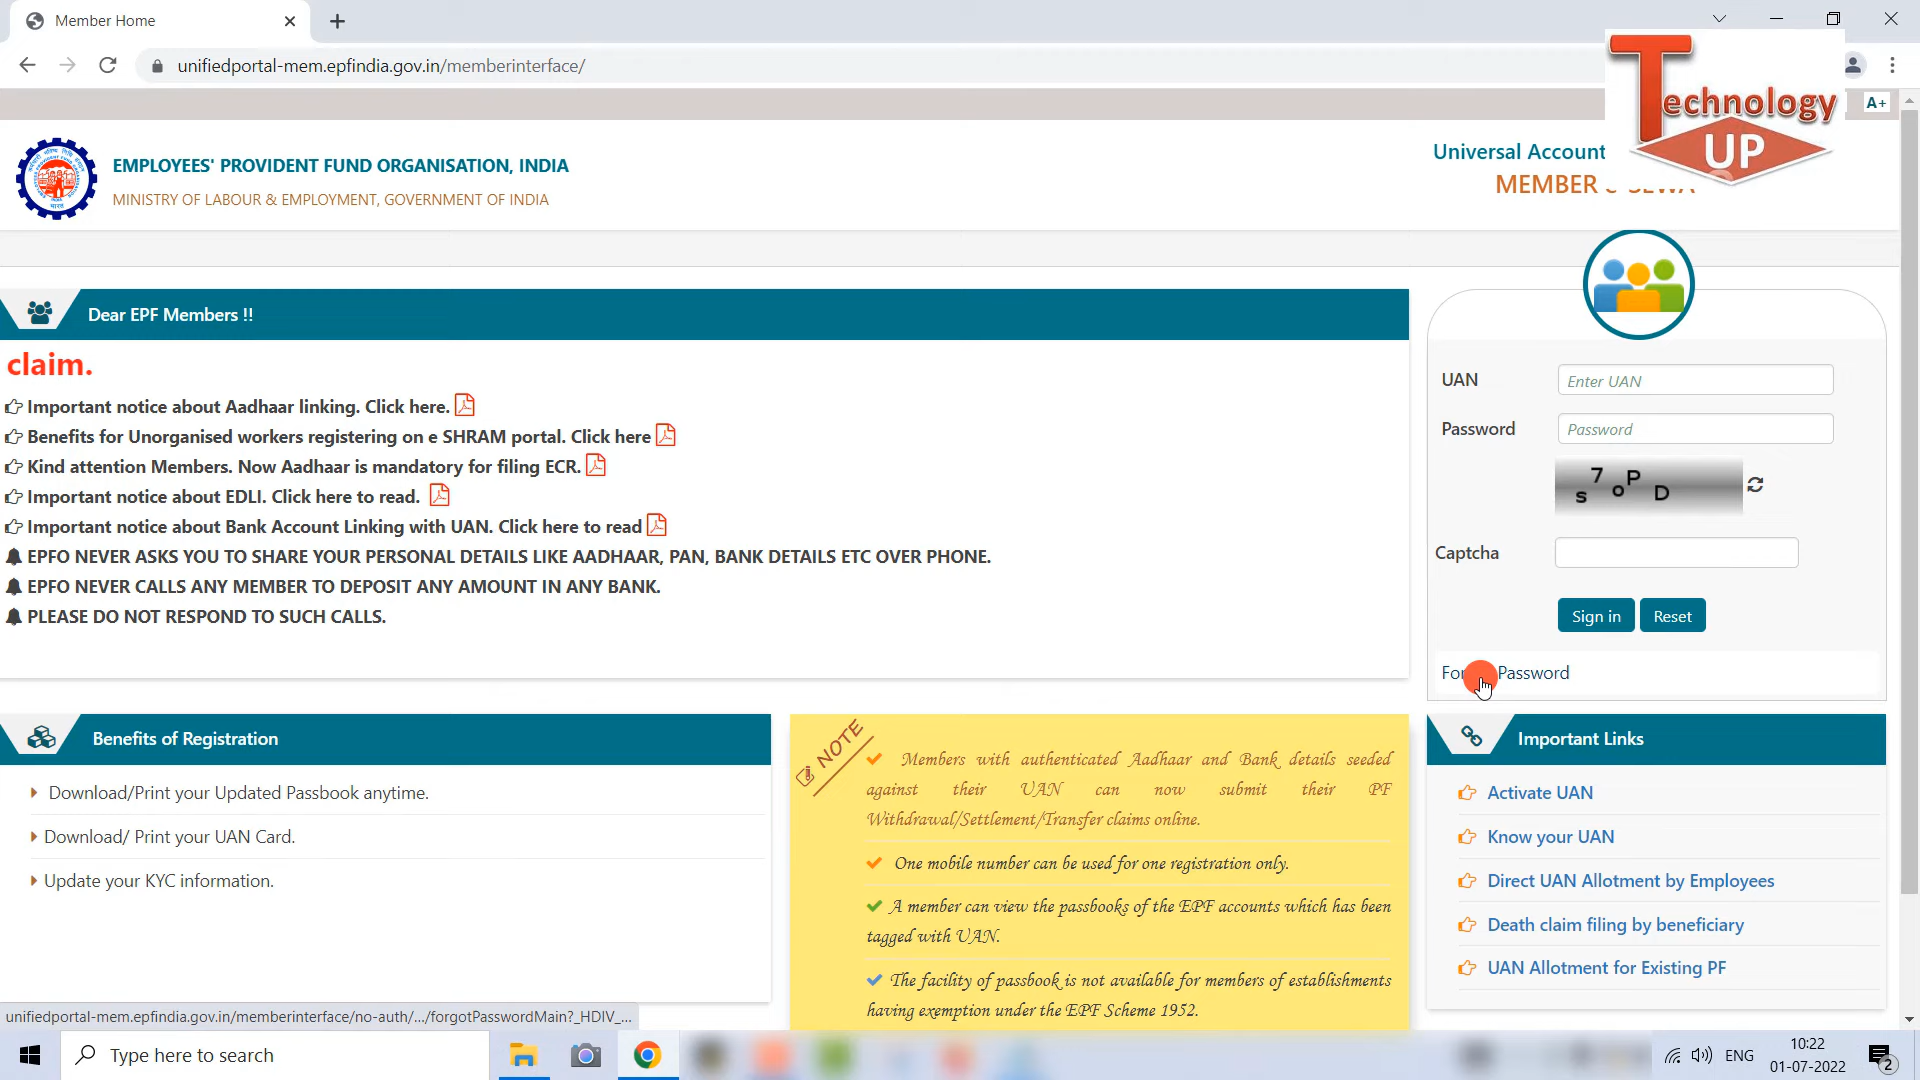 Member Home
unifiedportal-mem.epfindia.gov.in/memberinterface/
Technology
UP
A+
EMPLOYEES' PROVIDENT FUND ORGANISATION, INDIA
MINISTRY OF LABOUR & EMPLOYMENT, GOVERNMENT OF INDIA
Universal Account
MEMBER
Dear EPF Members !!
claim.
Important notice about Aadhaar linking. Click here.
Benefits for Unorganised workers registering on e SHRAM portal. Click here
Kind attention Members. Now Aadhaar is mandatory for filing ECR.
Important notice about EDLI. Click here to read.
Important notice about Bank Account Linking with UAN. Click here to read
EPFO NEVER ASKS YOU TO SHARE YOUR PERSONAL DETAILS LIKE AADHAAR, PAN, BANK DETAILS ETC OVER PHONE.
EPFO NEVER CALLS ANY MEMBER TO DEPOSIT ANY AMOUNT IN ANY BANK.
PLEASE DO NOT RESPOND TO SUCH CALLS.
UAN Enter UAN
Password Password
s 7 o P D
Captcha
Sign in Reset
For Password
Benefits of Registration
Download/Print your Updated Passbook anytime.
Download/ Print your UAN Card.
Update your KYC information.
NOTE
Members with authenticated Aadhaar and Bank details seeded
against their UAN can now submit their PF
Withdrawal/Settlement/Transfer claims online.
One mobile number can be used for one registration only.
A member can view the passbooks of the EPF accounts which has been
tagged with UAN.
The facility of passbook is not available for members of establishments
having exemption under the EPF Scheme 1952.
Important Links
Activate UAN
Know your UAN
Direct UAN Allotment by Employees
Death claim filing by beneficiary
UAN Allotment for Existing PF
unifiedportal-mem.epfindia.gov.in/memberinterface/no-auth/.../forgotPasswordMain?_HDIV_...
Type here to search
ENG
10:22
01-07-2022
2